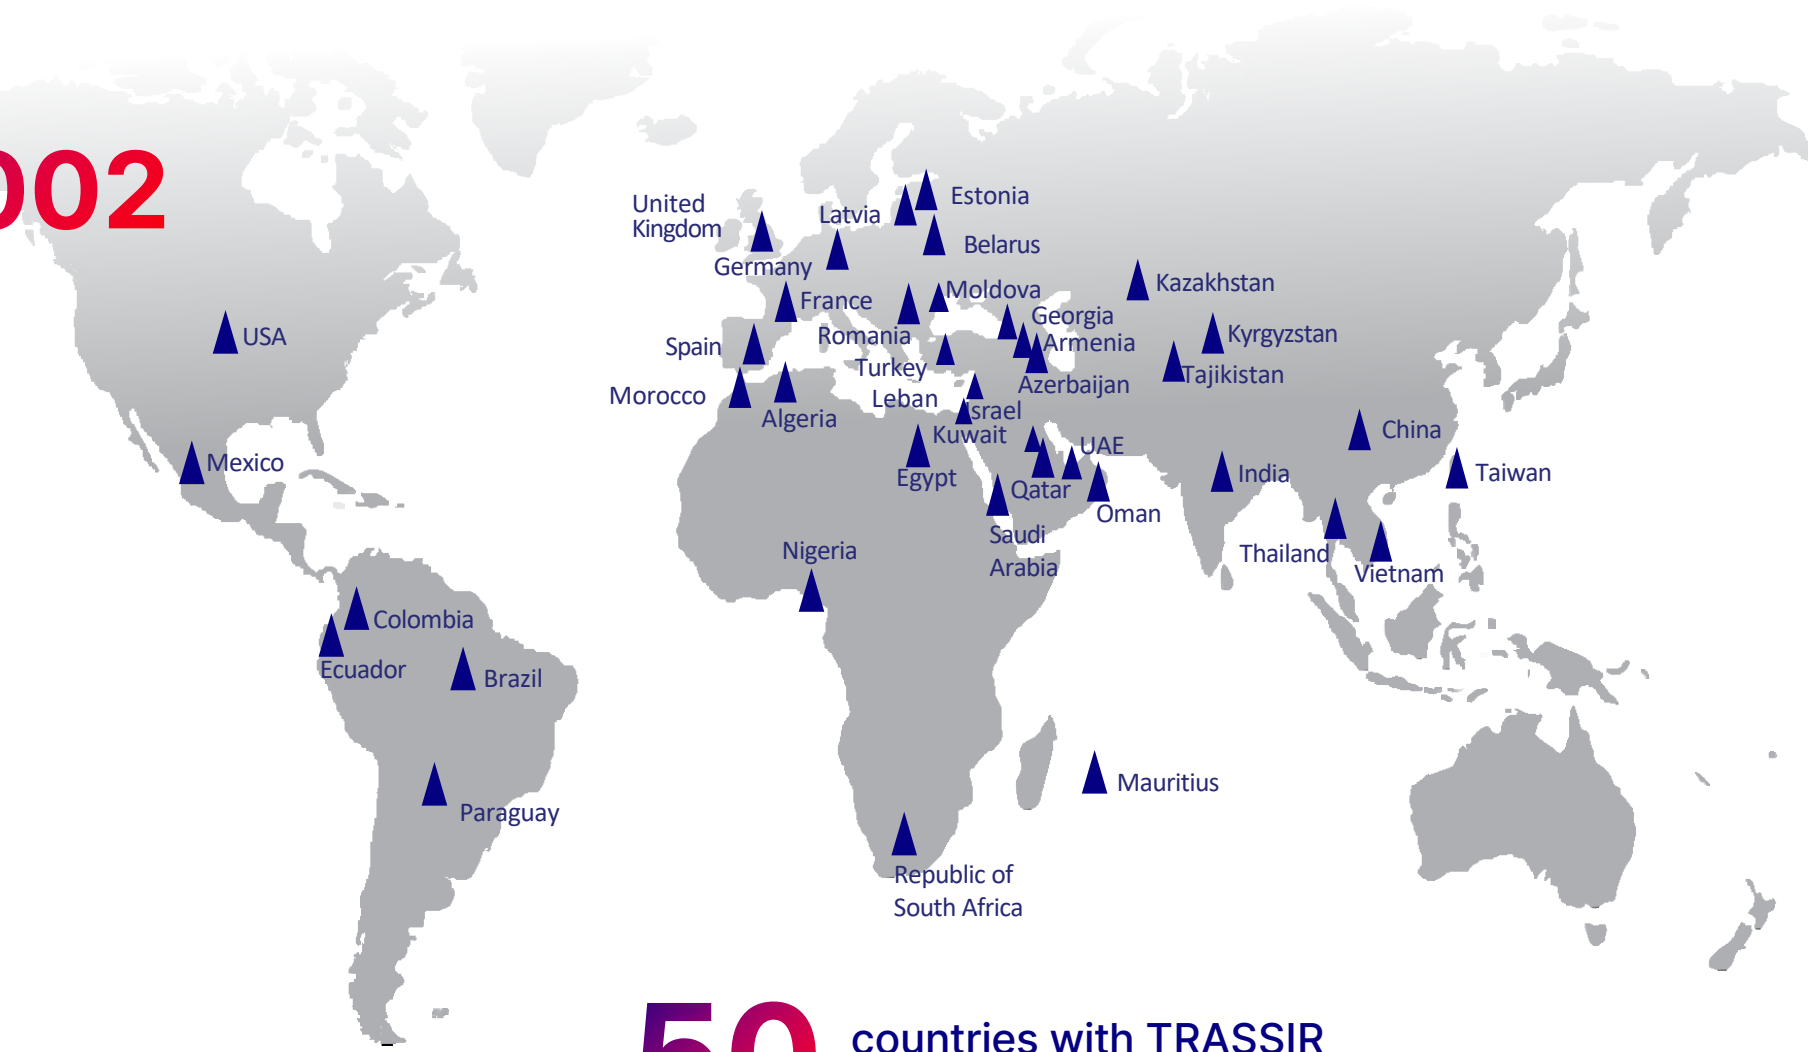 002
United
Kingdom
Estonia
Latvia
Belarus
Germany
Kazakhstan
Moldova
France
Georgia
USA
Romania
Kyrgyzstan
Armenia
Spain
Turkey
Tajikistan
Azerbaijan
Morocco
Leban
Algeria
Israel
China
Kuwait
UAE
Mexico
Egypt
India
Taiwan
Qatar
Oman
Saudi
Arabia
Nigeria
Thailand
Vietnam
Colombia
Ecuador
Brazil
Mauritius
Paraguay
Republic of
South Africa
50 countries with TRASSIR